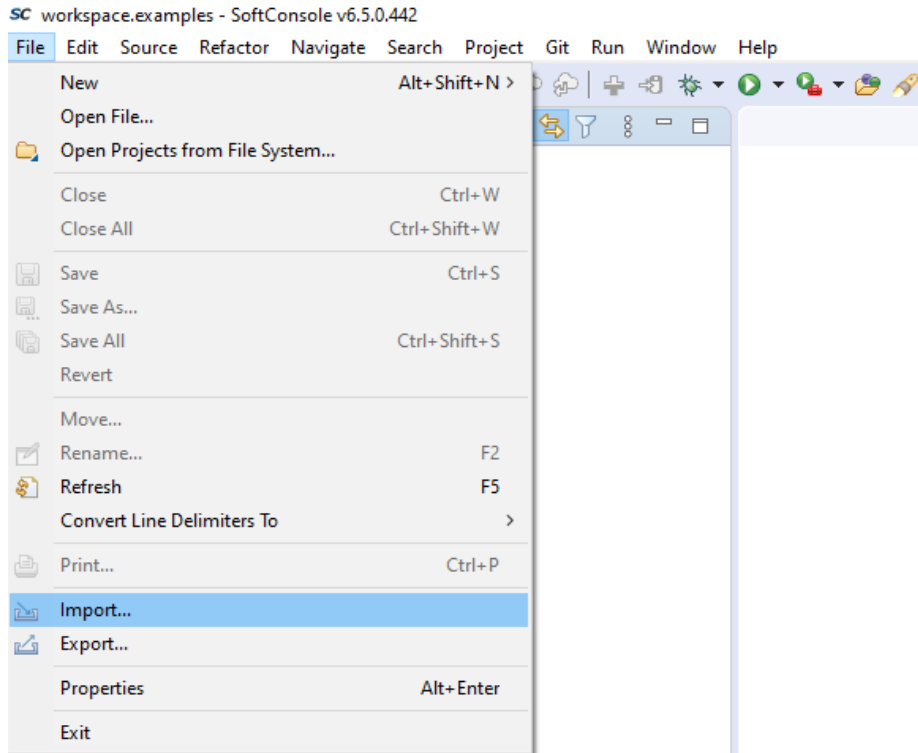 SC workspace.examples - SoftConsole v6.5.0.442
File Edit Source Refactor Navigate Search Project Git Run Window Help
New Alt+Shift+N >
Open File...
Open Projects from File System...
Close Ctrl+W
Close All Ctrl+Shift+W
Save Ctrl+S
Save As...
Save All Ctrl+Shift+S
Revert
Move...
Rename... F2
Refresh F5
Convert Line Delimiters To >
Print... Ctrl+P
Import...
Export...
Properties Alt+Enter
Exit